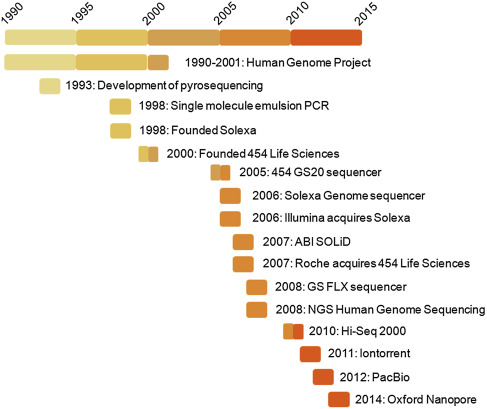 1990 1995 2000 2005 2010 2015
1990-2001: Human Genome Project
1993: Development of pyrosequencing
1998: Single molecule emulsion PCR
1998: Founded Solexa
2000: Founded 454 Life Sciences
2005: 454 GS20 sequencer
2006: Solexa Genome sequencer
2006: Illumina acquires Solexa
2007: ABI SOLiD
2007: Roche acquires 454 Life Sciences
2008: GS FLX sequencer
2008: NGS Human Genome Sequencing
2010: Hi-Seq 2000
2011: Iontorrent
2012: PacBio
2014: Oxford Nanopore